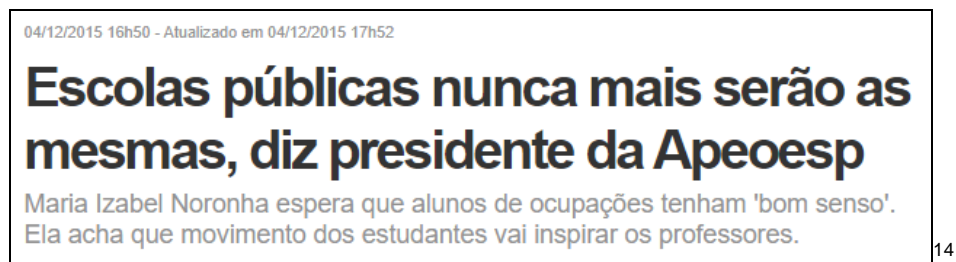 04/12/2015 16h50 - Atualizado em 04/12/2015 17h52
Escolas públicas nunca mais serão as
mesmas, diz presidente da Apeoesp
Maria Izabel Noronha espera que alunos de ocupações tenham 'bom senso'.
Ela acha que movimento dos estudantes vai inspirar os professores.
14